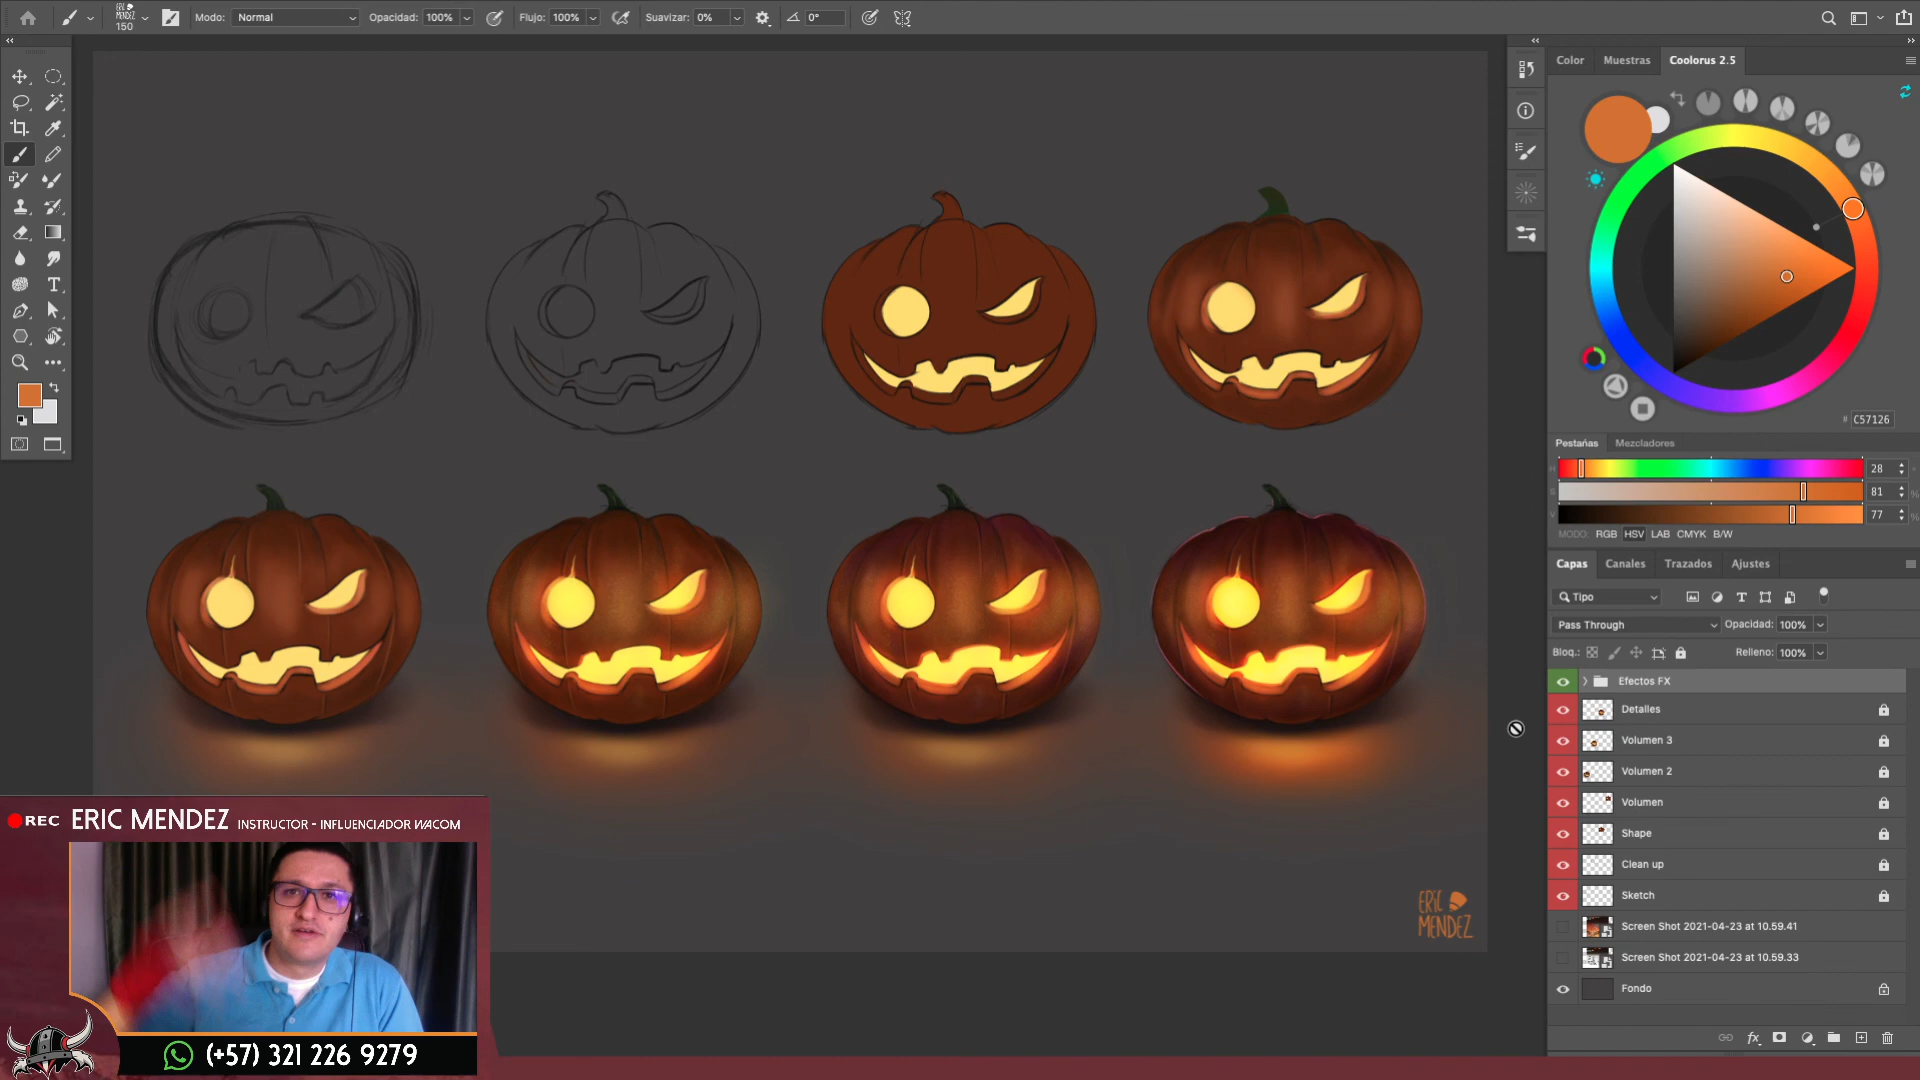 ERIC MENDEZ
150
Modo: Normal
Opacidad: 100%
Flujo: 100%
Suavizar: 0%
0°
Color Muestras Coolorus 2.5
# C57126
Pestañas Mezcladores
H 28 °
S 81 %
V 77 %
MODO: RGB HSV LAB CMYK B/W
Capas Canales Trazados Ajustes
Tipo
Pass Through Opacidad: 100%
Bloq.: Relleno: 100%
Efectos FX
Detalles
Volumen 3
Volumen 2
Volumen
Shape
Clean up
Sketch
Screen Shot 2021-04-23 at 10.59.41
Screen Shot 2021-04-23 at 10.59.33
Fondo
fx
ERIC
MENDEZ
REC ERIC MENDEZ INSTRUCTOR - INFLUENCIADOR WACOM
(+57) 321 226 9279